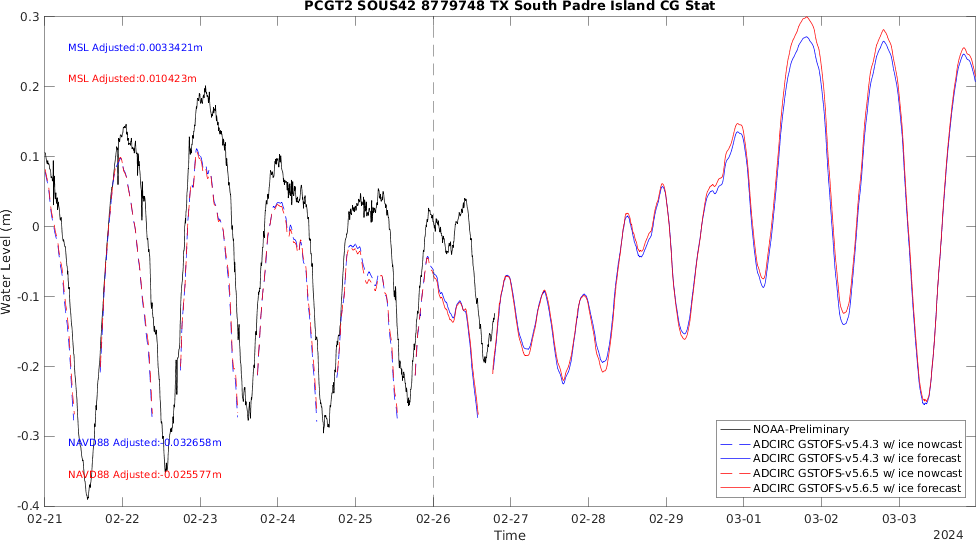 PCGT2 SOUS42 8779748 TX South Padre Island CG Stat
0.3
MSL Adjusted:0.0033421m
MSL Adjusted:0.010423m
0.2
0.1
0
-0.1
-0.2
-0.3
-0.4
Water Level (m)
NAVD88 Adjusted:-0.032658m
NAVD88 Adjusted:-0.025577m
NOAA-Preliminary
ADCIRC GSTOFS-v5.4.3 w/ ice nowcast
ADCIRC GSTOFS-v5.4.3 w/ ice forecast
ADCIRC GSTOFS-v5.6.5 w/ ice nowcast
ADCIRC GSTOFS-v5.6.5 w/ ice forecast
02-21 02-22 02-23 02-24 02-25 02-26 02-27 02-28 02-29 03-01 03-02 03-03
Time
2024